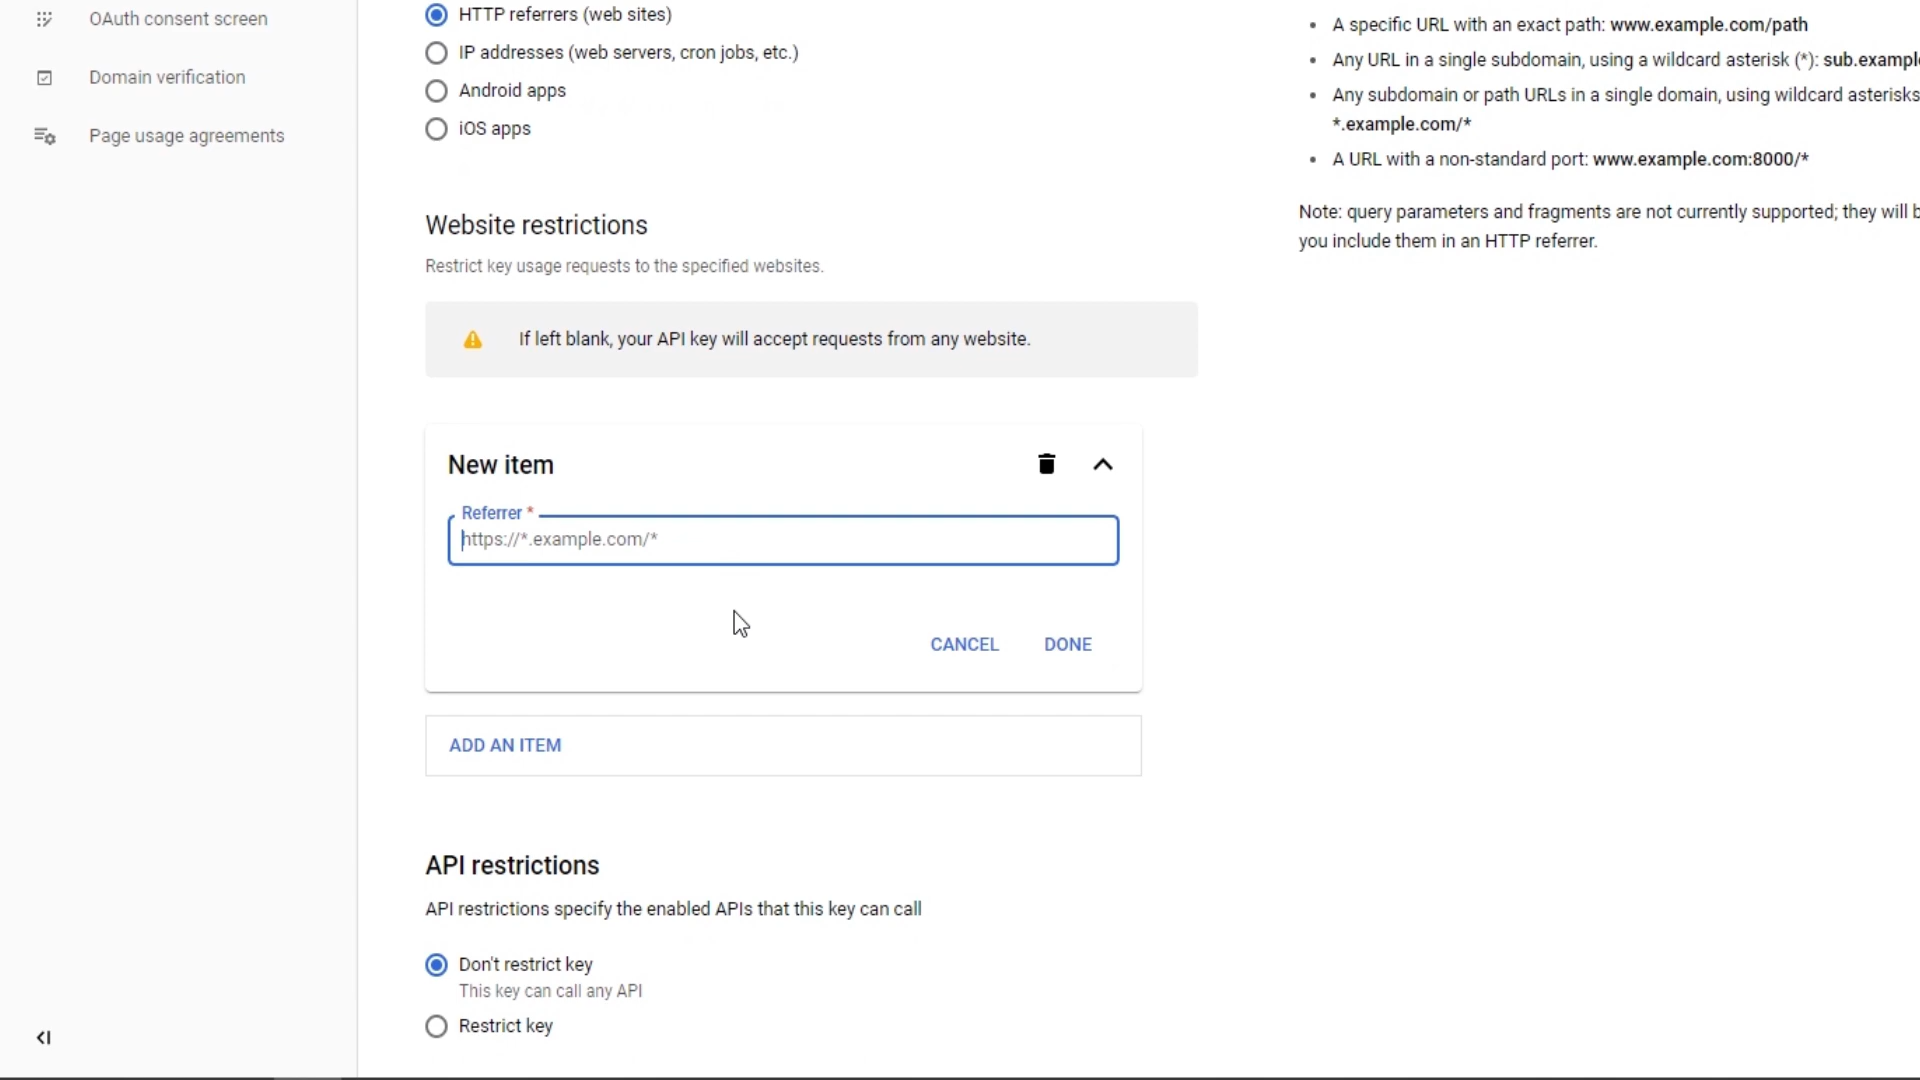 OAuth consent screen
Domain verification
Page usage agreements
HTTP referrers (web sites)
IP addresses (web servers, cron jobs, etc.)
Android apps
iOS apps
Website restrictions
Restrict key usage requests to the specified websites.
If left blank, your API key will accept requests from any website.
New item
Referrer *
https://*.example.com/*
CANCEL
DONE
ADD AN ITEM
API restrictions
API restrictions specify the enabled APIs that this key can call
Don't restrict key
This key can call any API
Restrict key
• A specific URL with an exact path: www.example.com/path
• Any URL in a single subdomain, using a wildcard asterisk (*):
• Any subdomain or path URLs in a single domain, using wildcard asterisks
*.example.com/*
• A URL with a non-standard port: www.example.com:8000/*
Note: query parameters and fragments are not currently supported; they will
you include them in an HTTP referrer.